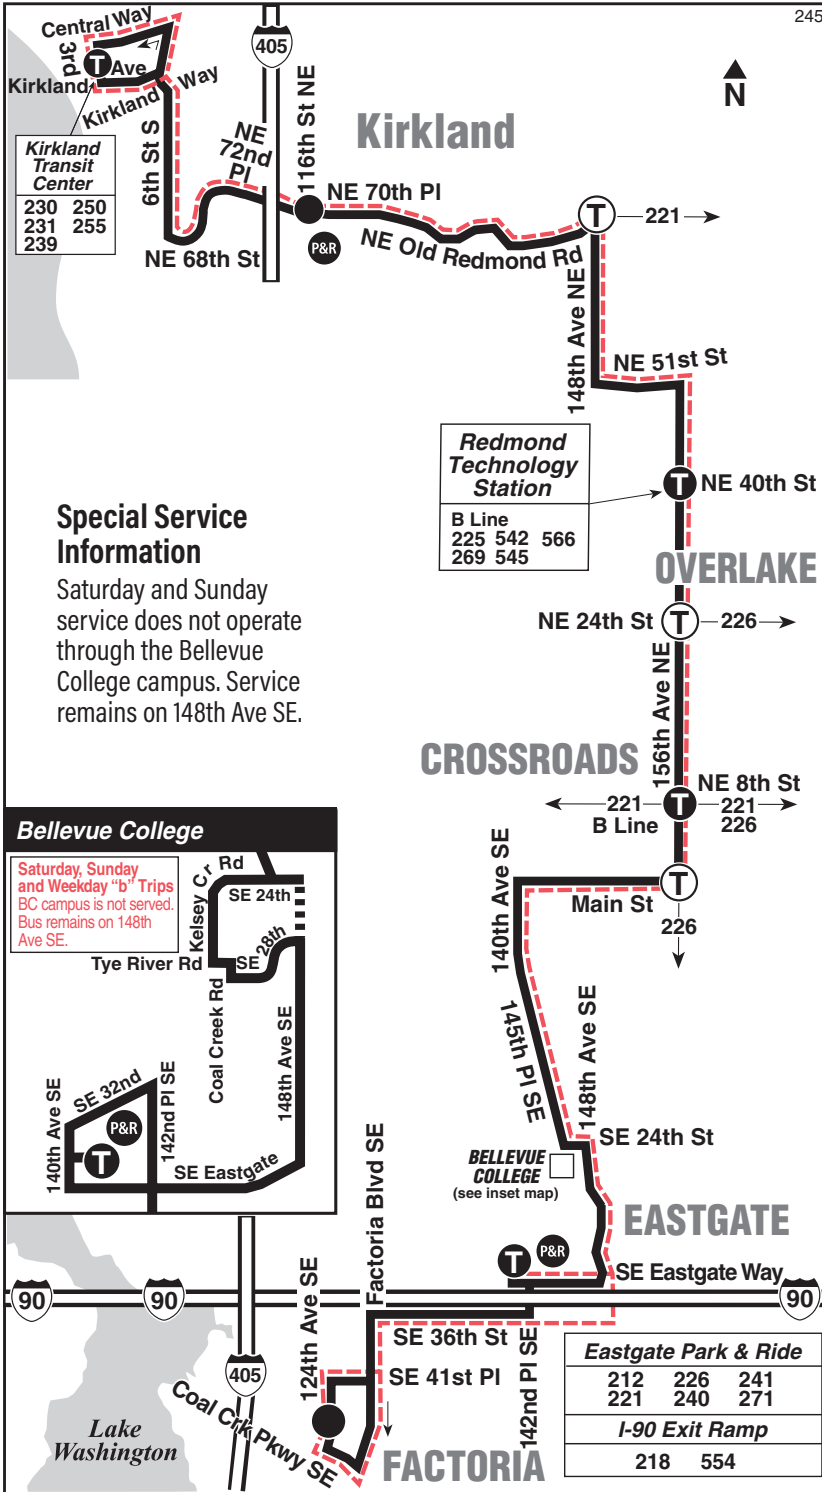 245
Central Way
3rd
T
Ave
Kirkland
Kirkland Way
405
N
Kirkland
Kirkland
Transit
Center
230 250
231 255
239
6th St S
NE
72nd
Pl
116th St NE
NE 70th Pl
P&R
NE 68th St
NE Old Redmond Rd
T
221
148th Ave NE
NE 51st St
Redmond
Technology
Station
B Line
225 542 566
269 545
T
NE 40th St
OVERLAKE
Special Service
Information
Saturday and Sunday
service does not operate
through the Bellevue
College campus. Service
remains on 148th Ave SE.
NE 24th St
T
226
156th Ave NE
CROSSROADS
NE 8th St
221
B Line
T
221
226
Main St
T
226
140th Ave SE
145th Pl SE
148th Ave SE
SE 24th St
BELLEVUE
COLLEGE
(see inset map)
EASTGATE
T
P&R
SE Eastgate Way
Bellevue College
Saturday, Sunday
and Weekday “b” Trips
BC campus is not served.
Bus remains on 148th
Ave SE.
Kelsey Cr Rd
SE 24th
SE 28th
Tye River Rd
Coal Creek Rd
148th Ave SE
SE 32nd
140th Ave SE
142nd Pl SE
P&R
T
SE Eastgate
90
90
90
124th Ave SE
Factoria Blvd SE
SE 36th St
142nd Pl SE
405
SE 41st Pl
Coal Crk Pkwy SE
FACTORIA
Lake
Washington
Eastgate Park & Ride
212 226 241
221 240 271
I-90 Exit Ramp
218 554